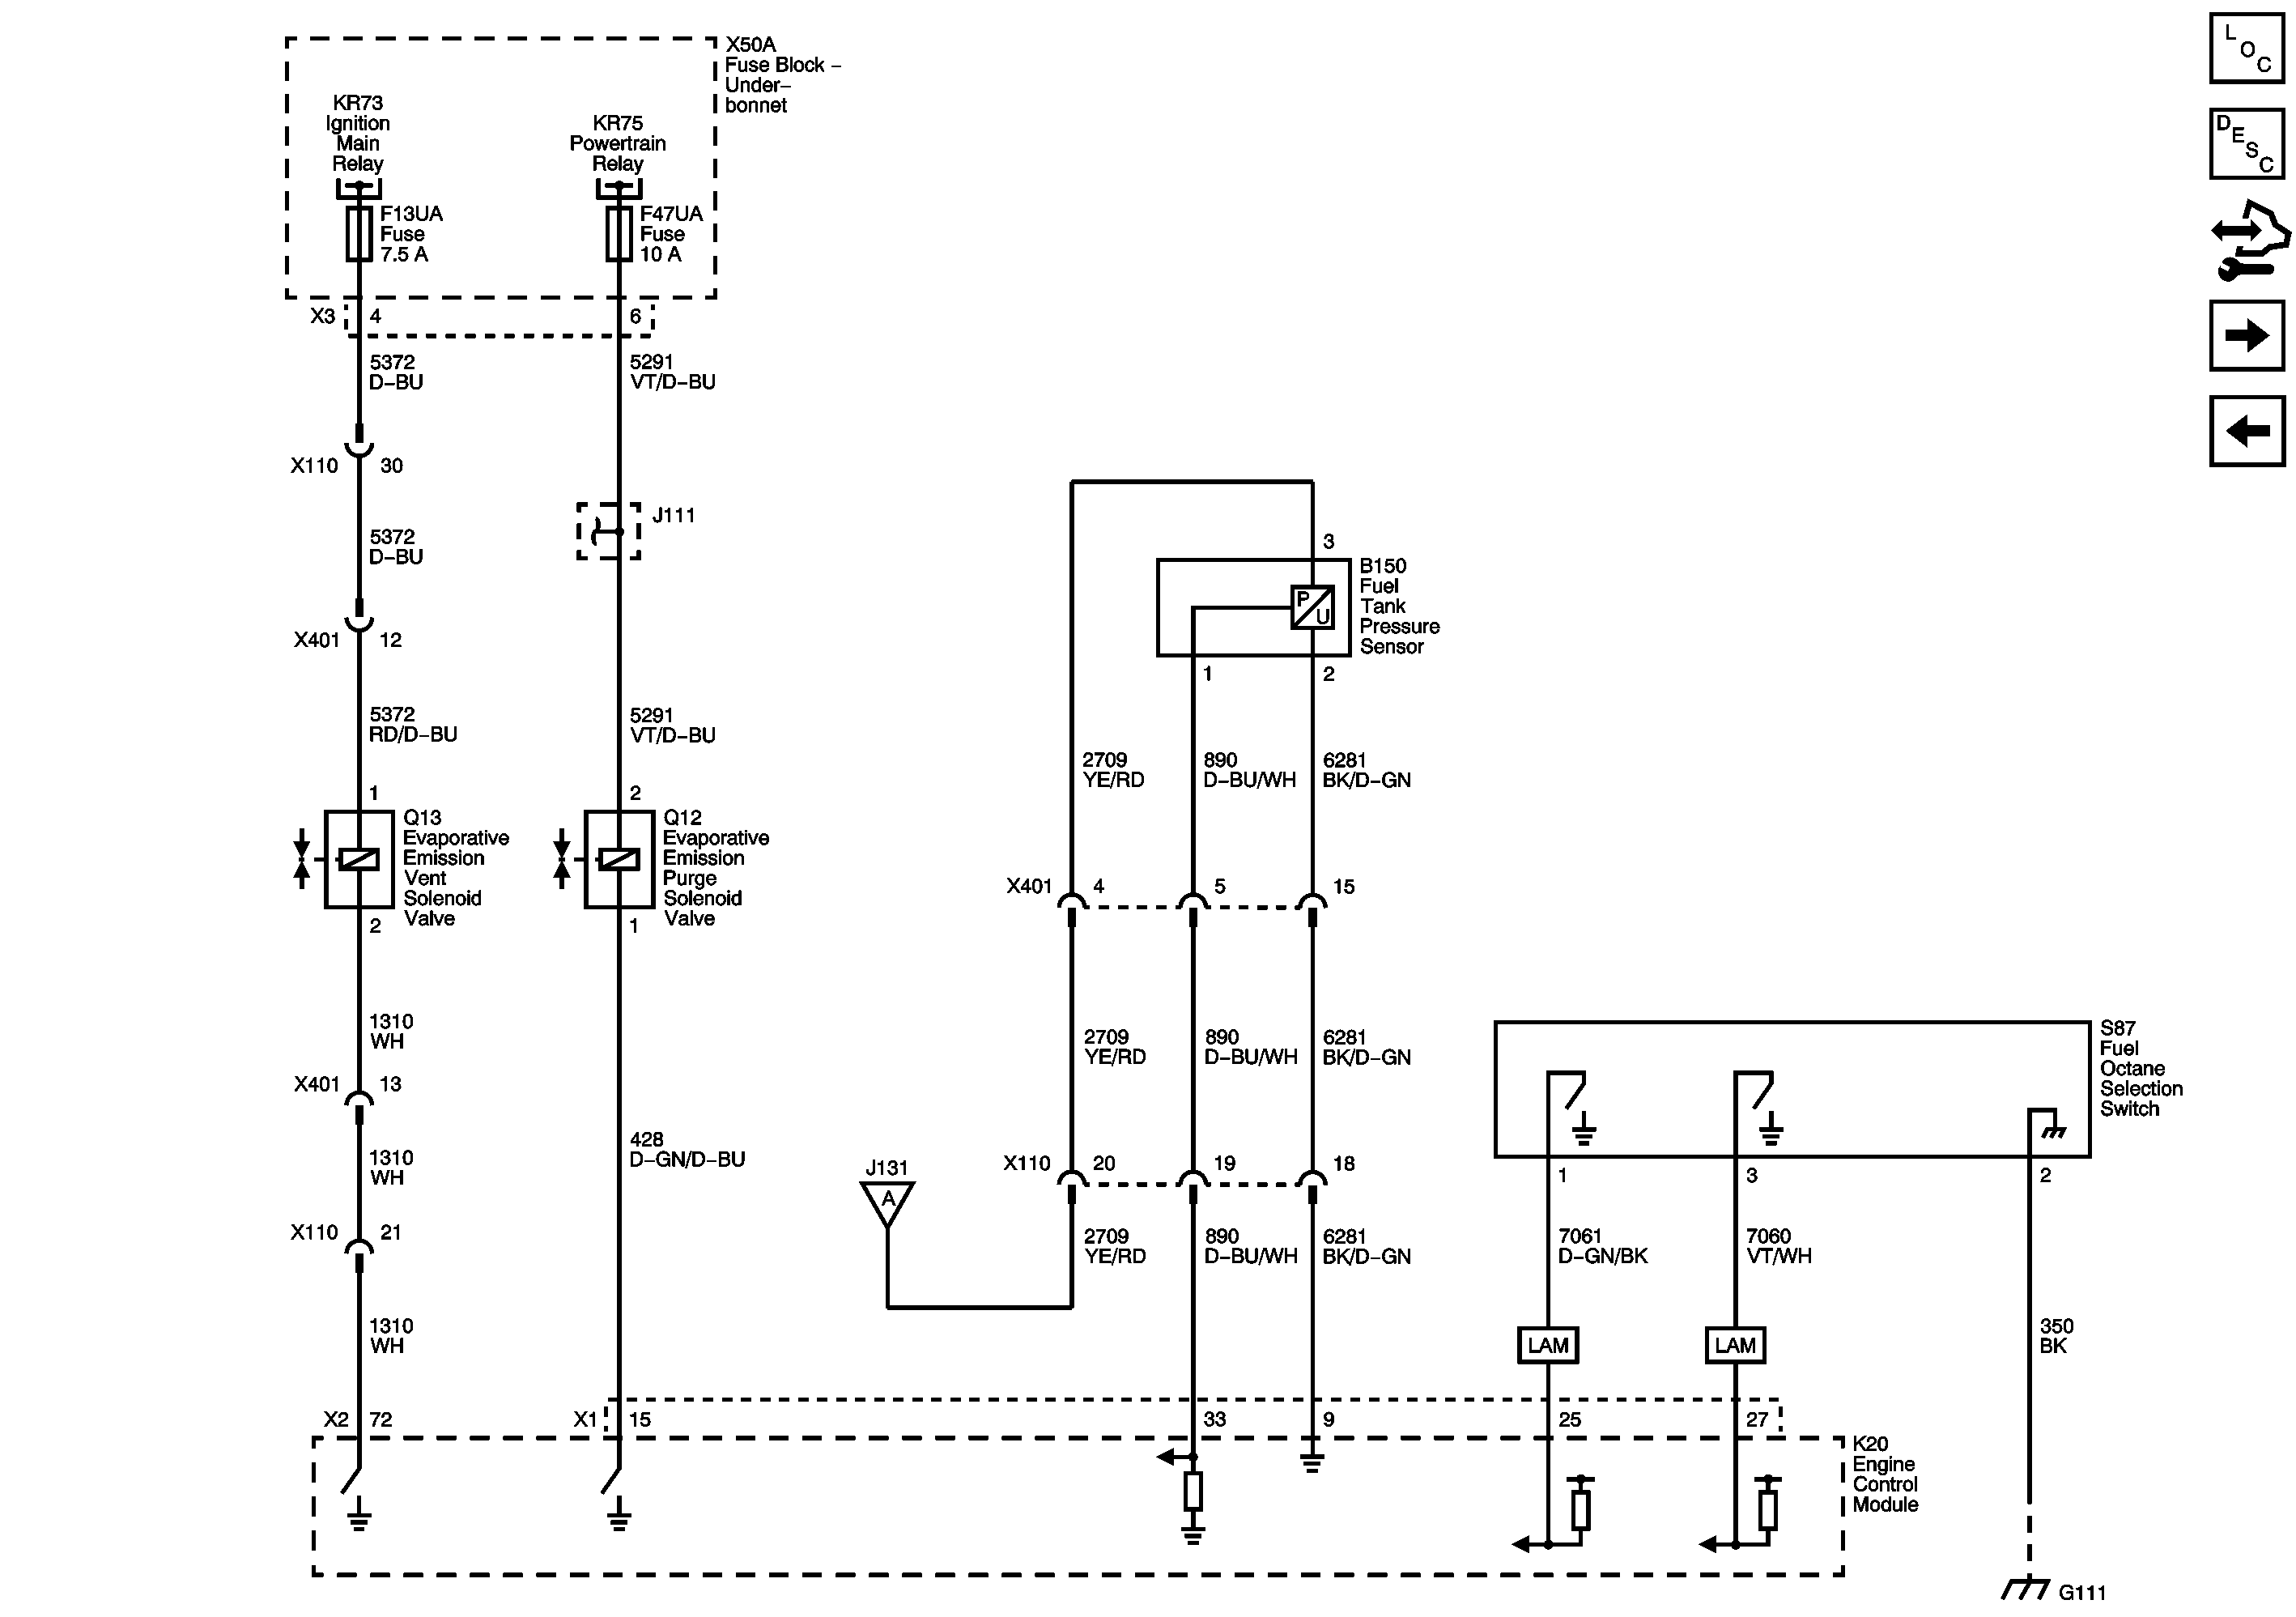 X50A
Fuse Block –
Under–
bonnet
KR73
Ignition
Main
Relay
KR75
Powertrain
Relay
F13UA
Fuse
7.5 A
F47UA
Fuse
10 A
X3
4
6
5372
D–BU
5291
VT/D–BU
X110
30
J111
5372
D–BU
X401
12
5372
RD/D–BU
5291
VT/D–BU
1
2
Q13
Evaporative
Emission
Vent
Solenoid
Valve
Q12
Evaporative
Emission
Purge
Solenoid
Valve
2
1
1310
WH
X401
13
1310
WH
428
D–GN/D–BU
X110
21
1310
WH
X2
72
X1
15
3
B150
Fuel
Tank
Pressure
Sensor
P
U
1
2
2709
YE/RD
890
D–BU/WH
6281
BK/D–GN
X401
4
5
15
2709
YE/RD
890
D–BU/WH
6281
BK/D–GN
J131
A
X110
20
19
18
2709
YE/RD
890
D–BU/WH
6281
BK/D–GN
33
9
S87
Fuel
Octane
Selection
Switch
1
3
2
7061
D–GN/BK
7060
VT/WH
LAM
LAM
350
BK
25
27
K20
Engine
Control
Module
G111
LOC
DESC